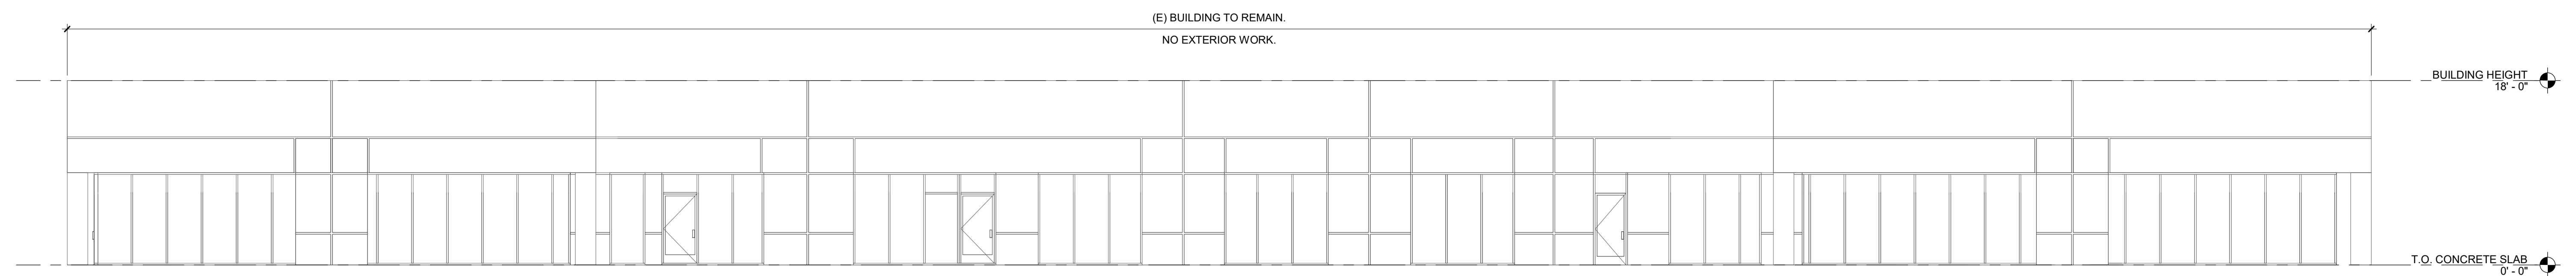 (E) BUILDING TO REMAIN.
NO EXTERIOR WORK.
BUILDING HEIGHT
18' - 0"
T.O. CONCRETE SLAB
0' - 0"